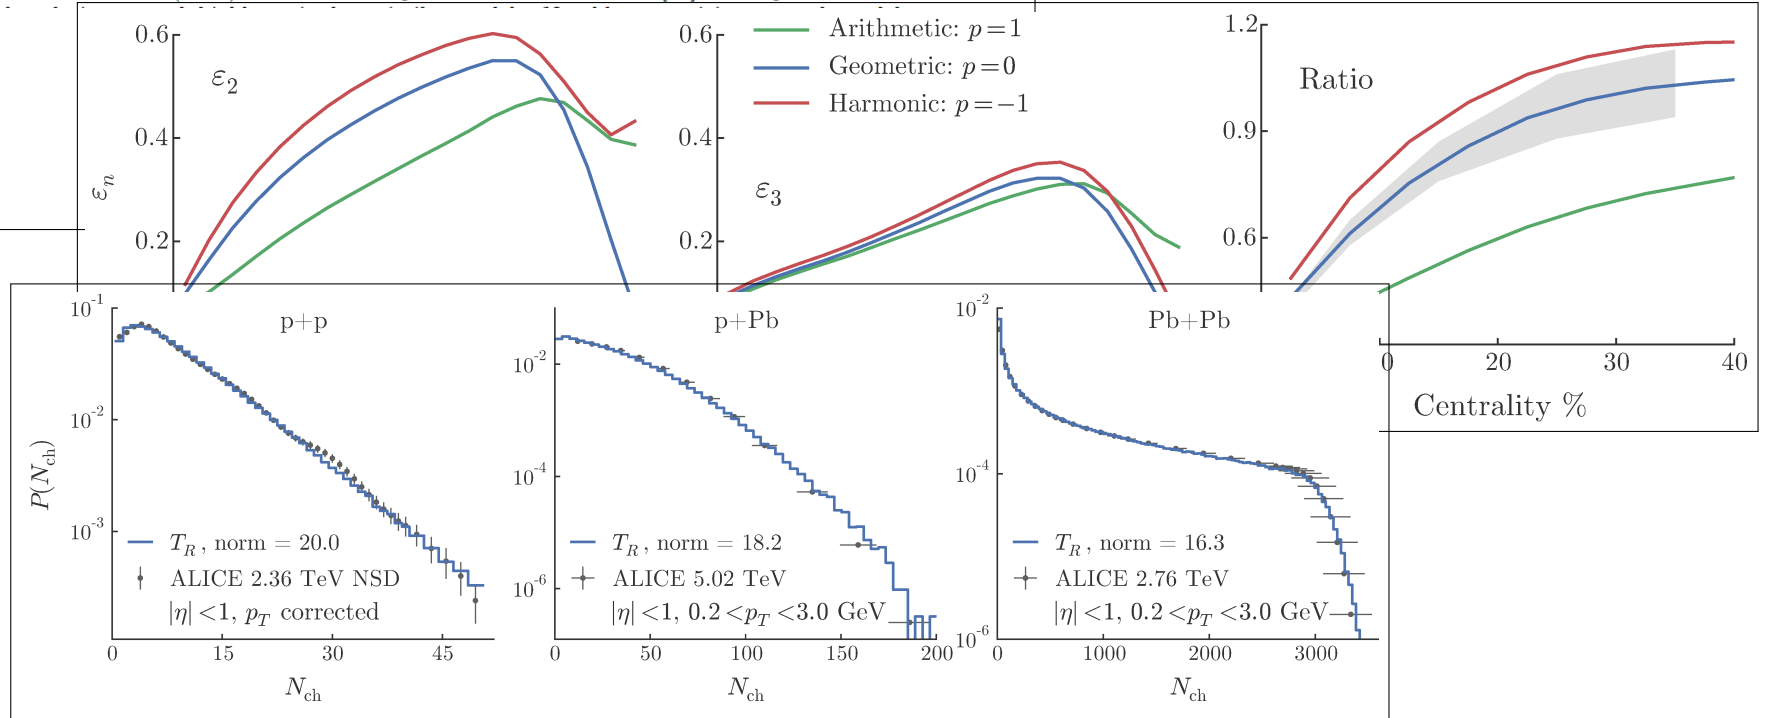 0.6
0.4
0.2
εn
ε2
0.6
0.4
0.2
ε3
Arithmetic: p=1
Geometric: p=0
Harmonic: p=−1
1.2
0.9
0.6
Ratio
0 20 30 40
Centrality %
10^-1
10^-2
10^-3
P(Nch)
p+p
TR, norm = 20.0
ALICE 2.36 TeV NSD
|η|<1, pT corrected
0 15 30 45
Nch
10^-2
10^-4
10^-6
p+Pb
TR, norm = 18.2
ALICE 5.02 TeV
|η|<1, 0.2<pT<3.0 GeV
0 50 100 150 200
Nch
10^-2
10^-4
10^-6
Pb+Pb
TR, norm = 16.3
ALICE 2.76 TeV
|η|<1, 0.2<pT<3.0 GeV
0 1000 2000 3000
Nch